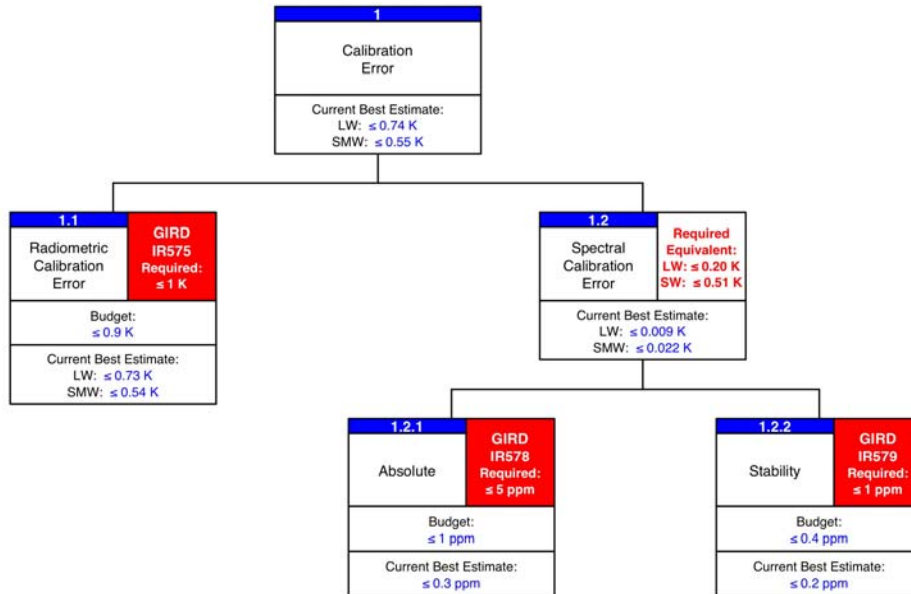 1
Calibration
Error
Current Best Estimate:
LW: ≤ 0.74 K
SMW: ≤ 0.55 K
1.1
Radiometric
Calibration
Error
GIRD
IR575
Required:
≤ 1 K
Budget:
≤ 0.9 K
Current Best Estimate:
LW: ≤ 0.73 K
SMW: ≤ 0.54 K
1.2
Spectral
Calibration
Error
Required
Equivalent:
LW: ≤ 0.20 K
SW: ≤ 0.51 K
Current Best Estimate:
LW: ≤ 0.009 K
SMW: ≤ 0.022 K
1.2.1
Absolute
GIRD
IR578
Required:
≤ 5 ppm
Budget:
≤ 1 ppm
Current Best Estimate:
≤ 0.3 ppm
1.2.2
Stability
GIRD
IR579
Required:
≤ 1 ppm
Budget:
≤ 0.4 ppm
Current Best Estimate:
≤ 0.2 ppm